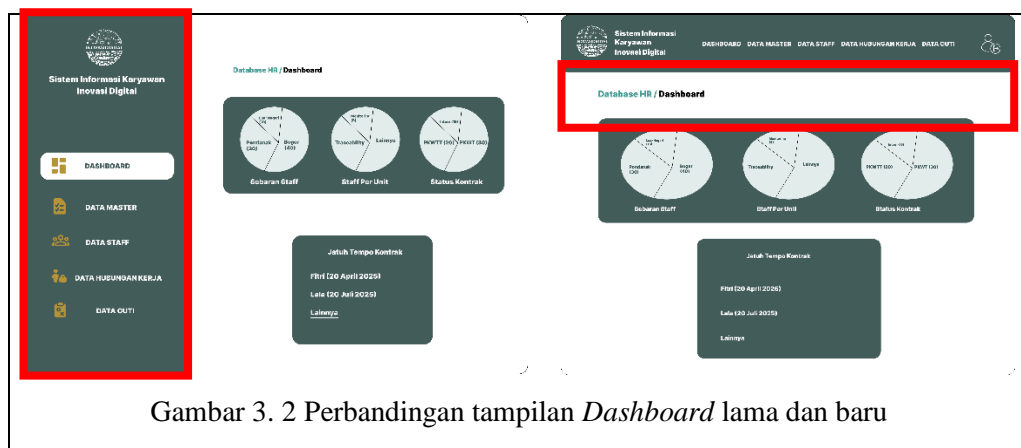 Sistem Informasi Karyawan
Inovasi Digital
DASHBOARD
DATA MASTER
DATA STAFF
DATA HUBUNGAN KERJA
DATA CUTI
Database HR / Dashboard
Pontianak
(30)
Bogor
(40)
Sebaran Staff
Traceability
Lainnya
Staff Per Unit
PKWTT (30)
PKWT (30)
Status Kontrak
Jatuh Tempo Kontrak
Fitri (20 April 2025)
Lala (20 Juli 2025)
Lainnya
Sistem Informasi
Karyawan
Inovasi Digital
DASHBOARD DATA MASTER DATA STAFF DATA HUBUNGAN KERJA DATA CUTI
Database HR / Dashboard
Bogor
(40)
Sebaran Staff
Traceability
Lainnya
Staff Per Unit
PKWTT (30)
PKWT (30)
Status Kontrak
Jatuh Tempo Kontrak
Fitri (20 April 2025)
Lala (20 Juli 2025)
Lainnya
Gambar 3. 2 Perbandingan tampilan Dashboard lama dan baru